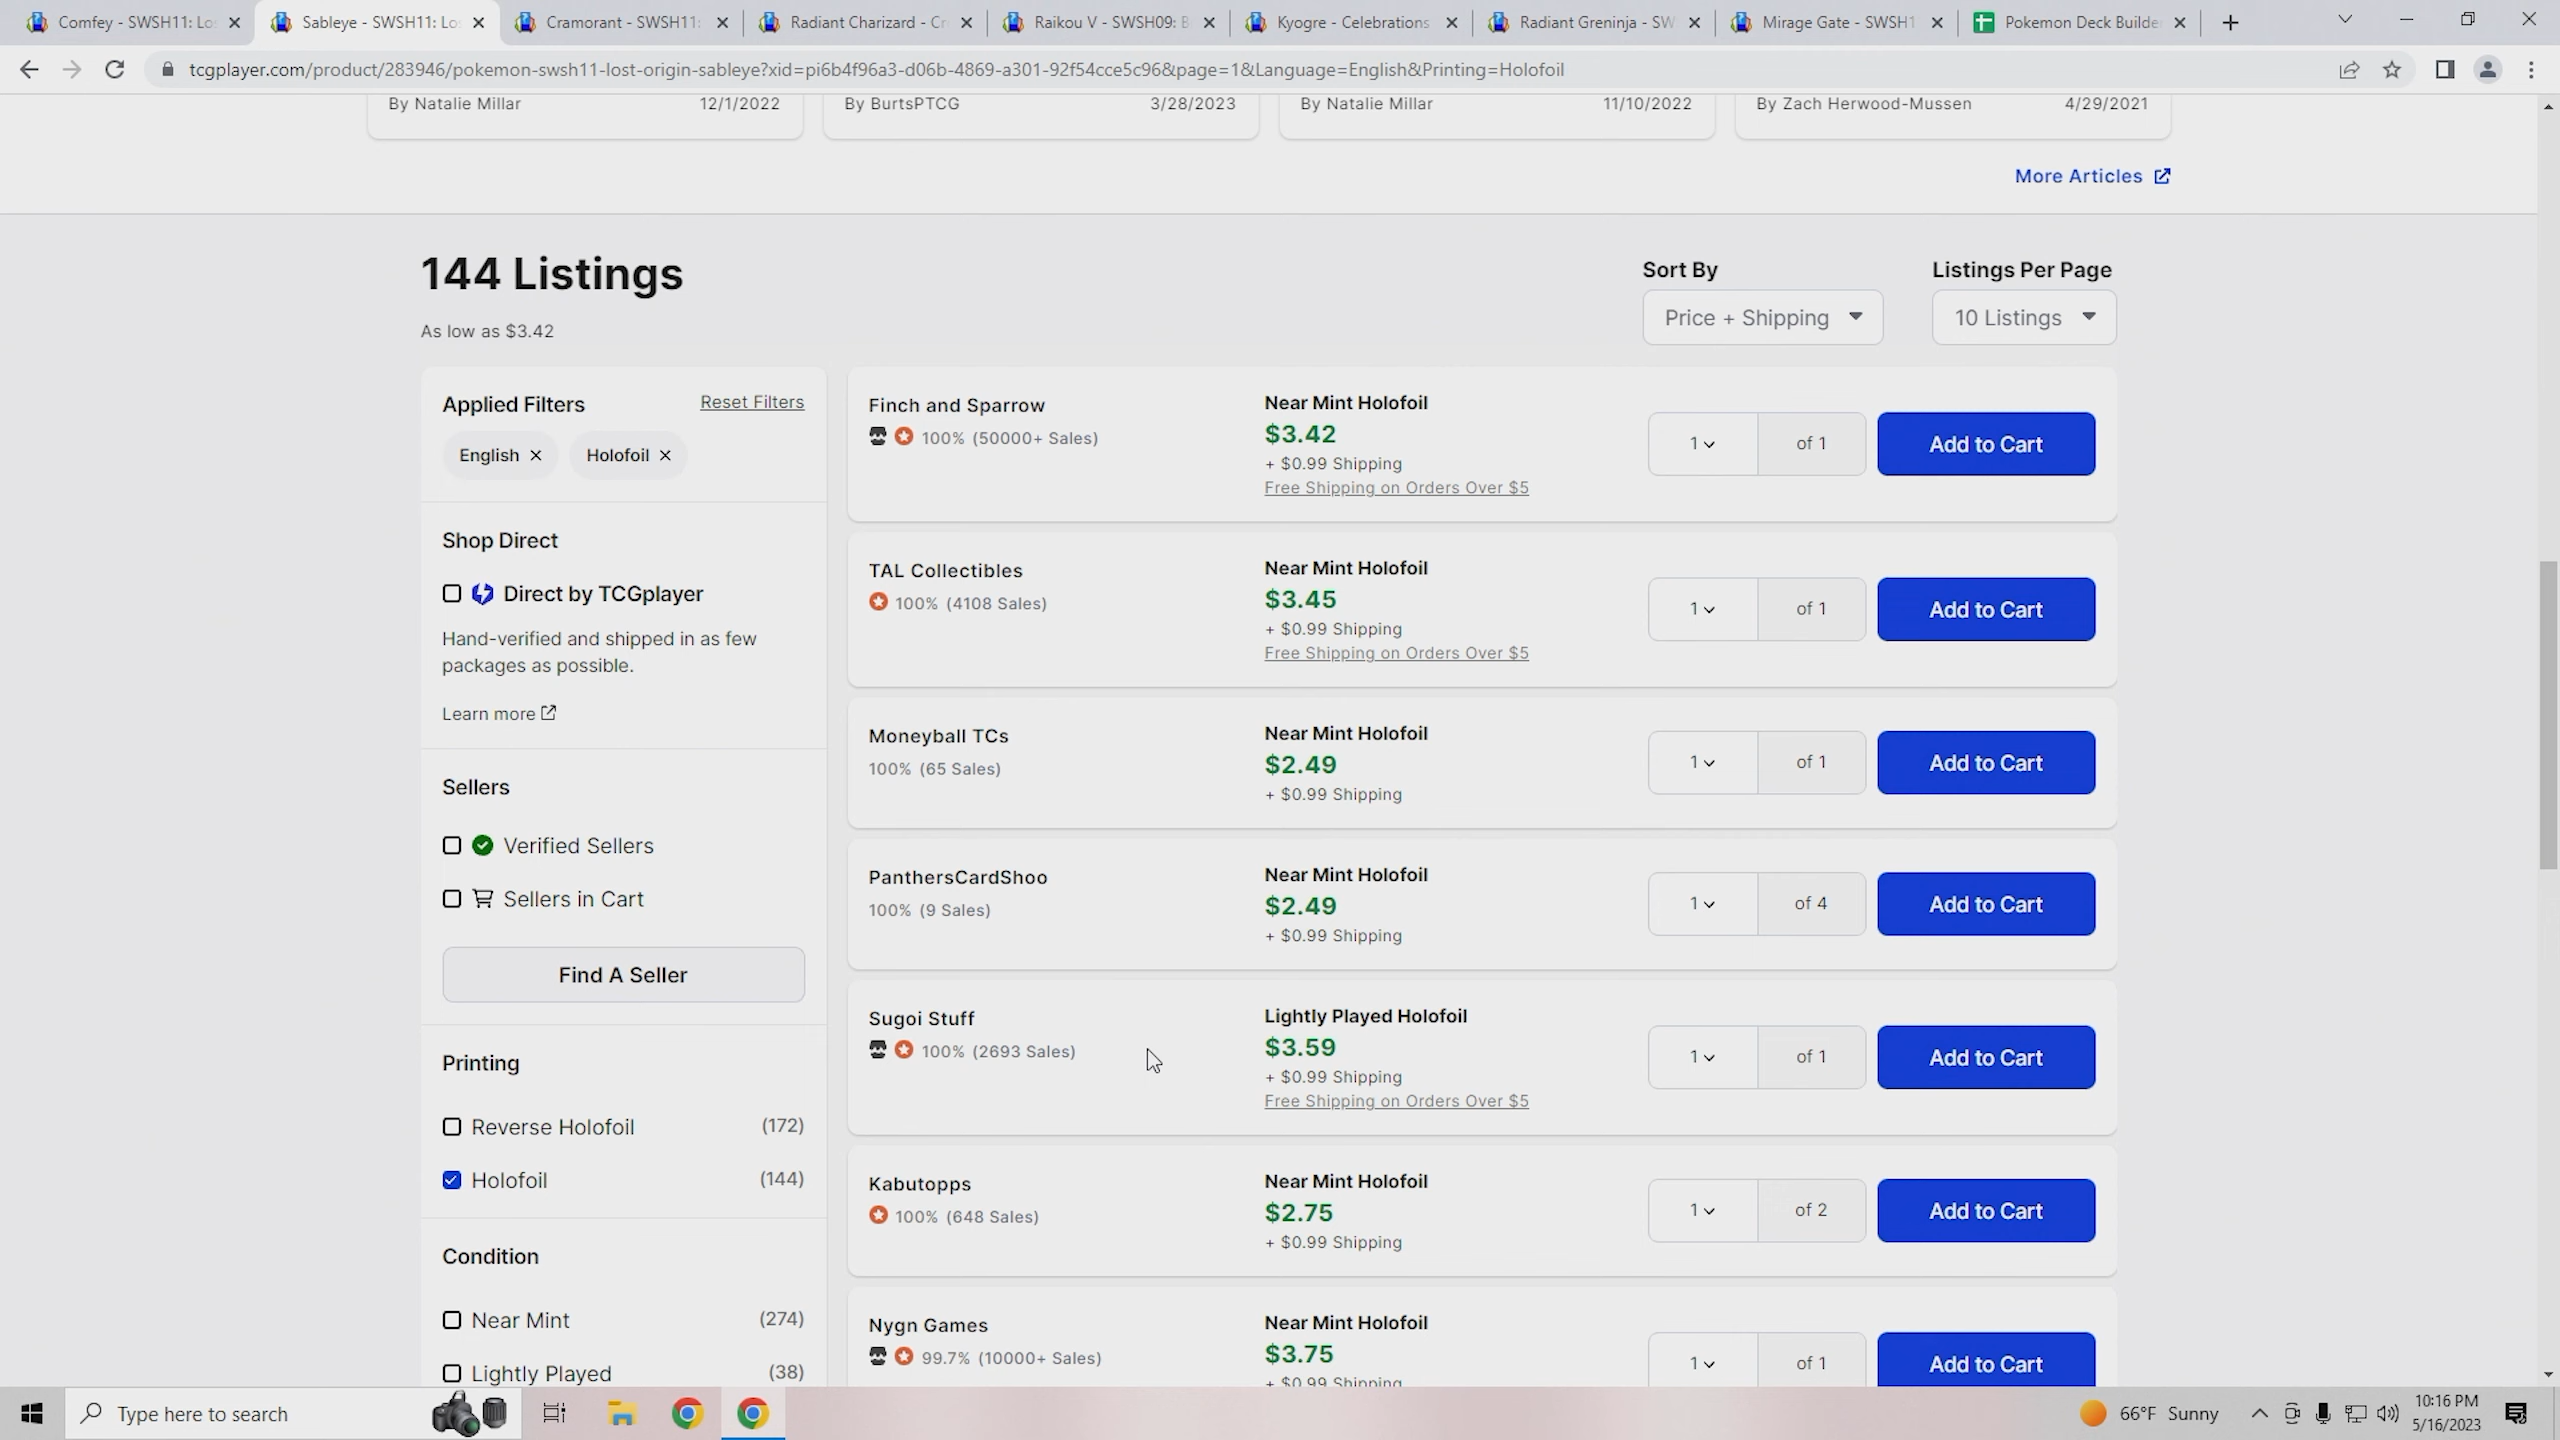 Comfey - SWSH11: Lo
Sableye - SWSH11: Lo
Cramorant - SWSH11:
Radiant Charizard - Cr
Raikou V - SWSH09: B
Kyogre - Celebrations
Radiant Greninja - SW
Mirage Gate - SWSH1
Pokemon Deck Builde
tcgplayer.com/product/283946/pokemon-swsh11-lost-origin-sableye?xid=pi6b4f96a3-d06b-4869-a301-92f54cce5c96&page=1&Language=English&Printing=Holofoil
By Natalie Millar 12/1/2022
By BurtsPTCG 3/28/2023
By Natalie Millar 11/10/2022
By Zach Herwood-Mussen 4/29/2021
More Articles
144 Listings
As low as $3.42
Sort By
Price + Shipping
Listings Per Page
10 Listings
Applied Filters
Reset Filters
English
Holofoil
Shop Direct
Direct by TCGplayer
Hand-verified and shipped in as few
packages as possible.
Learn more
Sellers
Verified Sellers
Sellers in Cart
Find A Seller
Printing
Reverse Holofoil (172)
Holofoil (144)
Condition
Near Mint (274)
Lightly Played (38)
Finch and Sparrow
100% (50000+ Sales)
Near Mint Holofoil
$3.42
+ $0.99 Shipping
Free Shipping on Orders Over $5
1 of 1
Add to Cart
TAL Collectibles
100% (4108 Sales)
Near Mint Holofoil
$3.45
+ $0.99 Shipping
Free Shipping on Orders Over $5
1 of 1
Add to Cart
Moneyball TCs
100% (65 Sales)
Near Mint Holofoil
$2.49
+ $0.99 Shipping
1 of 1
Add to Cart
PanthersCardShoo
100% (9 Sales)
Near Mint Holofoil
$2.49
+ $0.99 Shipping
1 of 4
Add to Cart
Sugoi Stuff
100% (2693 Sales)
Lightly Played Holofoil
$3.59
+ $0.99 Shipping
Free Shipping on Orders Over $5
1 of 1
Add to Cart
Kabutopps
100% (648 Sales)
Near Mint Holofoil
$2.75
+ $0.99 Shipping
1 of 2
Add to Cart
Nygn Games
99.7% (10000+ Sales)
Near Mint Holofoil
$3.75
+ $0.99 Shipping
1 of 1
Add to Cart
Type here to search
66°F Sunny
10:16 PM
5/16/2023